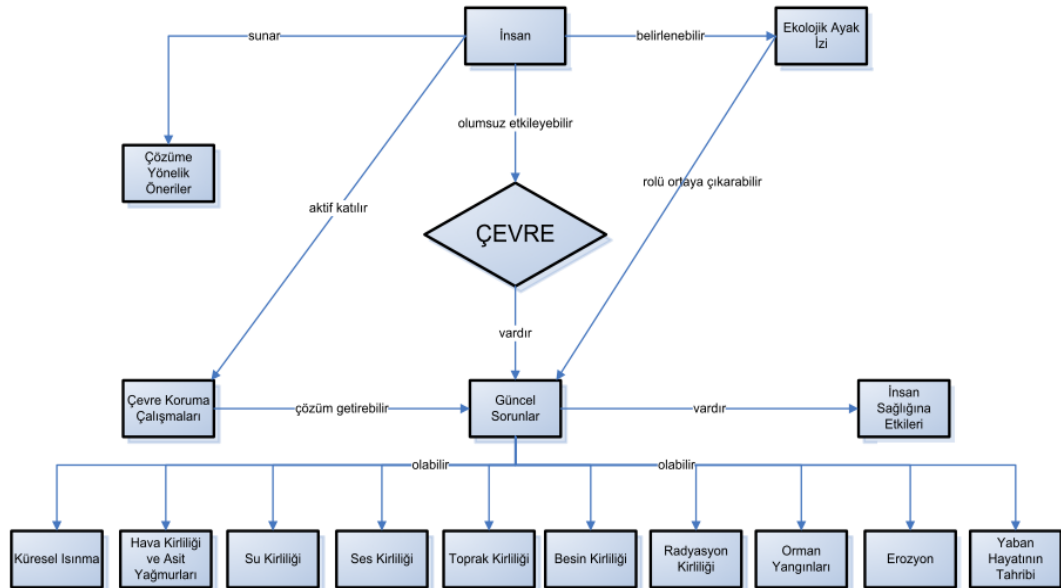 sunar
İnsan
belirlenebilir
Ekolojik Ayak
İzi
olumsuz etkileyebilir
Çözüme
Yönelik
Öneriler
rolü ortaya çıkarabilir
aktif katılır
ÇEVRE
vardır
Çevre Koruma
Çalışmaları
çözüm getirebilir
Güncel
Sorunlar
vardır
İnsan
Sağlığına
Etkileri
olabilir
olabilir
Küresel Isınma
Hava Kirliliği
ve Asit
Yağmurları
Su Kirliliği
Ses Kirliliği
Toprak Kirliliği
Besin Kirliliği
Radyasyon
Kirliliği
Orman
Yangınları
Erozyon
Yaban
Hayatının
Tahribi